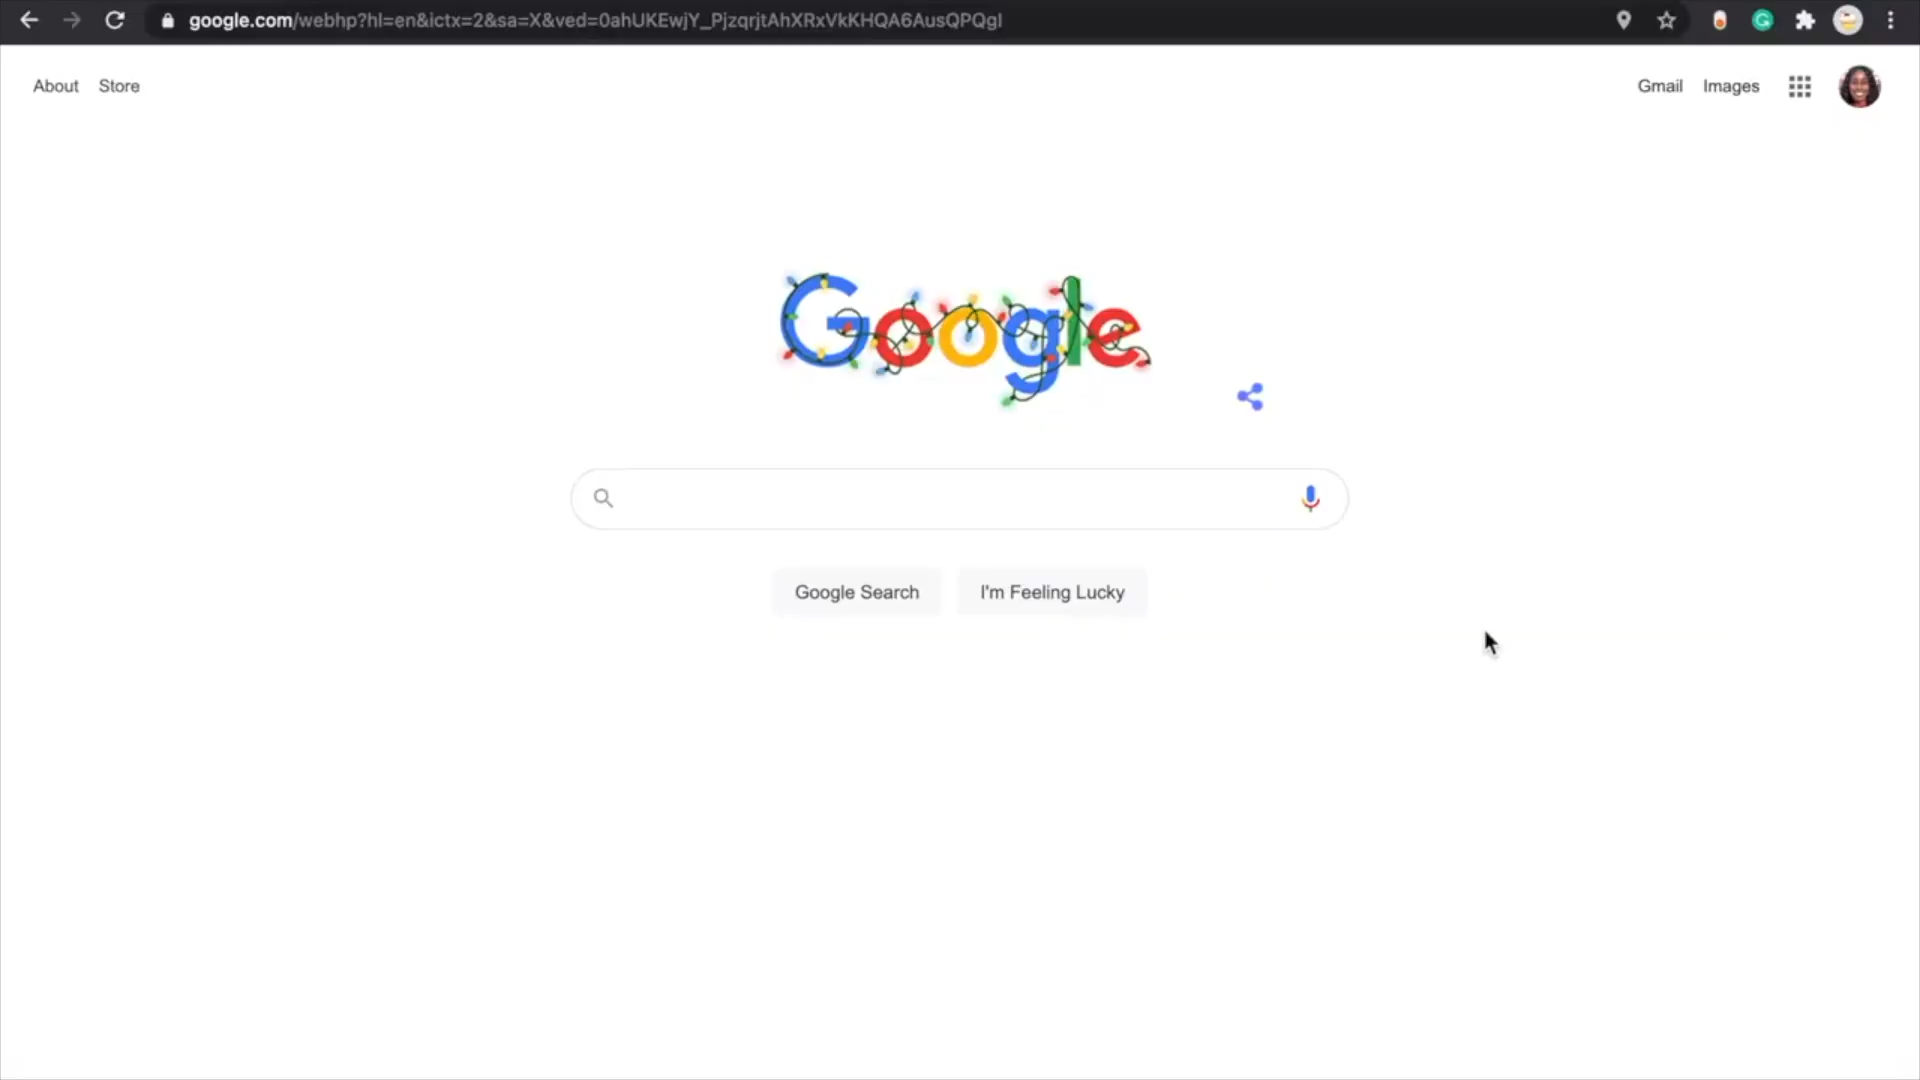 google.com/webhp?hl=en&ictx=2&sa=X&ved=0ahUKEwjY_PjzqrjtAhXRxVkKHQA6AusQPQgI
About Store Gmail Images
Google
Google Search I'm Feeling Lucky